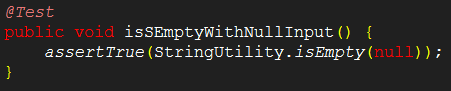 @Test
public void isSEmptyWithNullInput() {
assertTrue(StringUtility.isEmpty(null));
}